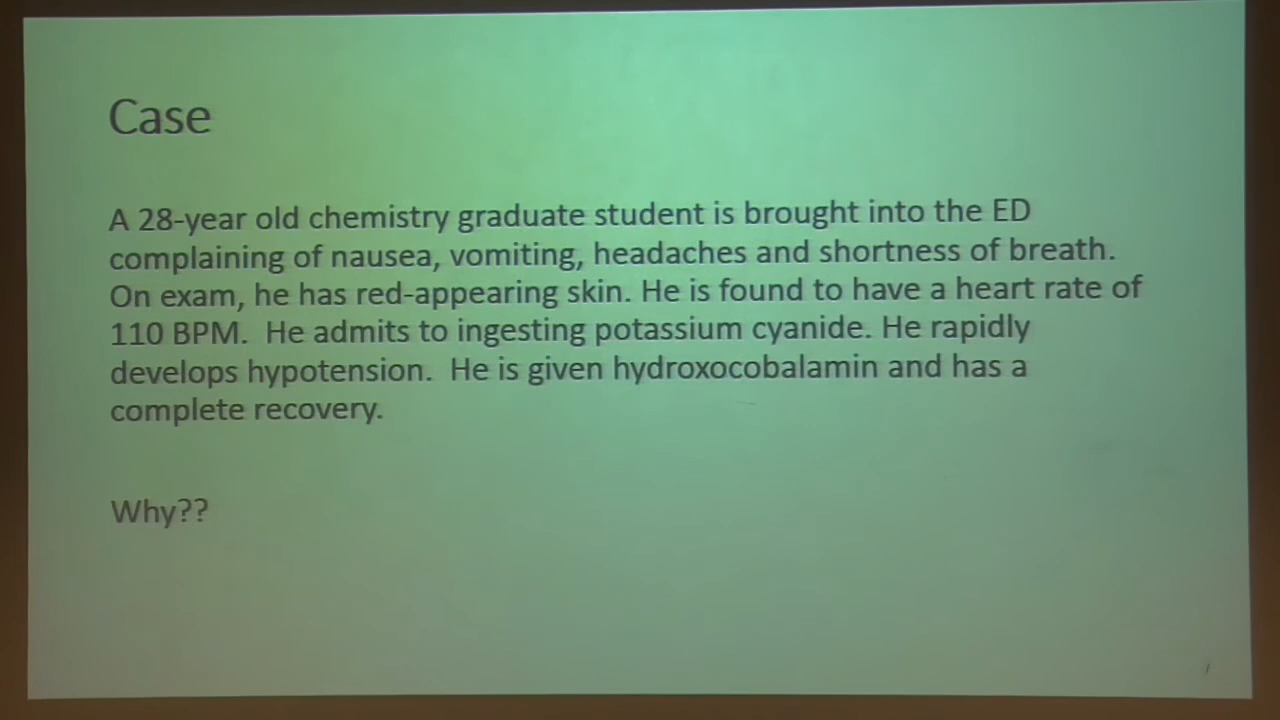 Case
A 28-year old chemistry graduate student is brought into the ED
complaining of nausea, vomiting, headaches and shortness of breath.
On exam, he has red-appearing skin. He is found to have a heart rate of
110 BPM.  He admits to ingesting potassium cyanide. He rapidly
develops hypotension.  He is given hydroxocobalamin and has a
complete recovery.
Why??